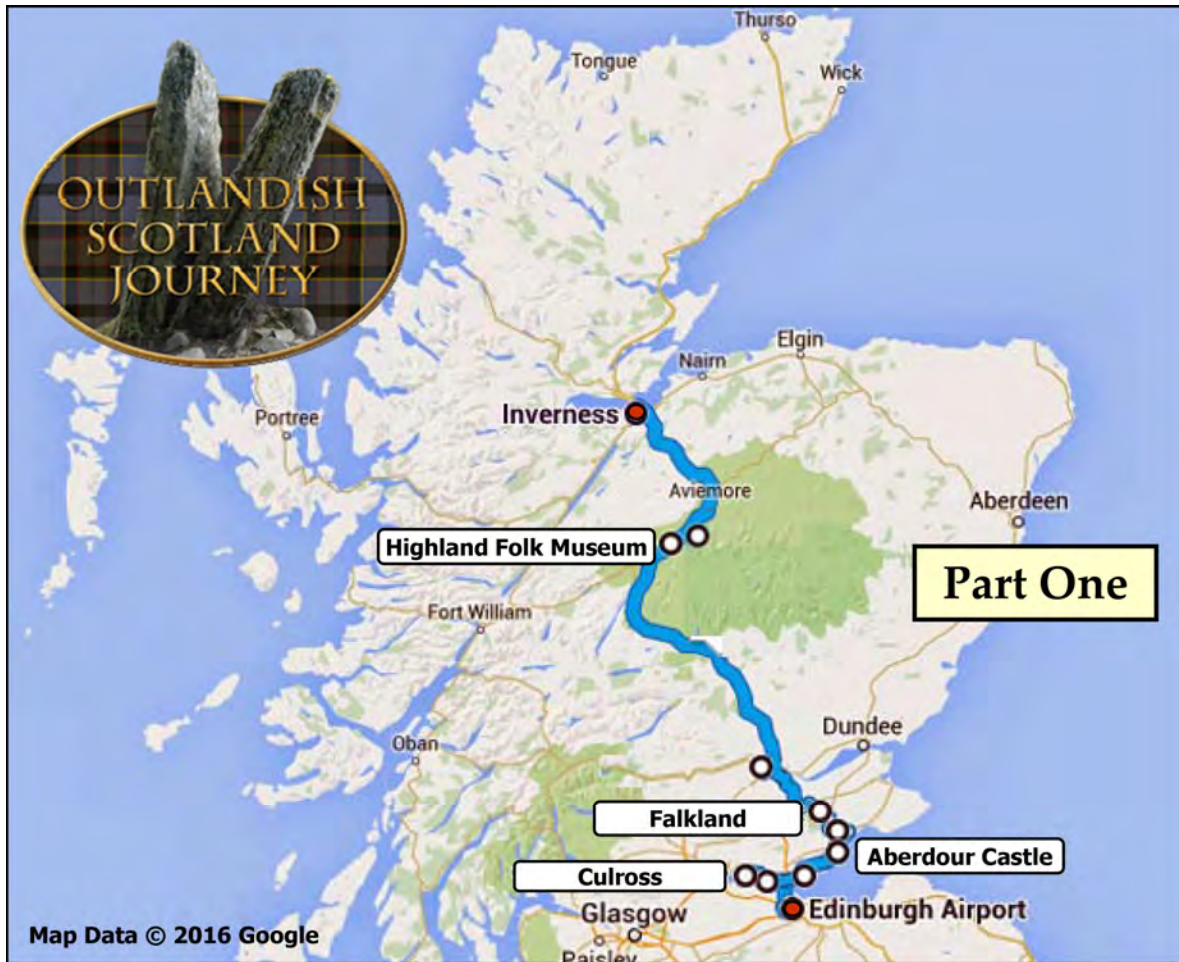 Thurso
Tongue
Wick
OUTLANDISH
SCOTLAND
JOURNEY
Elgin
Nairn
Inverness
Portree
Aviemore
Aberdeen
Highland Folk Museum
Part One
Fort William
Dundee
Oban
Falkland
Aberdour Castle
Culross
Edinburgh Airport
Glasgow
Map Data © 2016 Google
Paisley